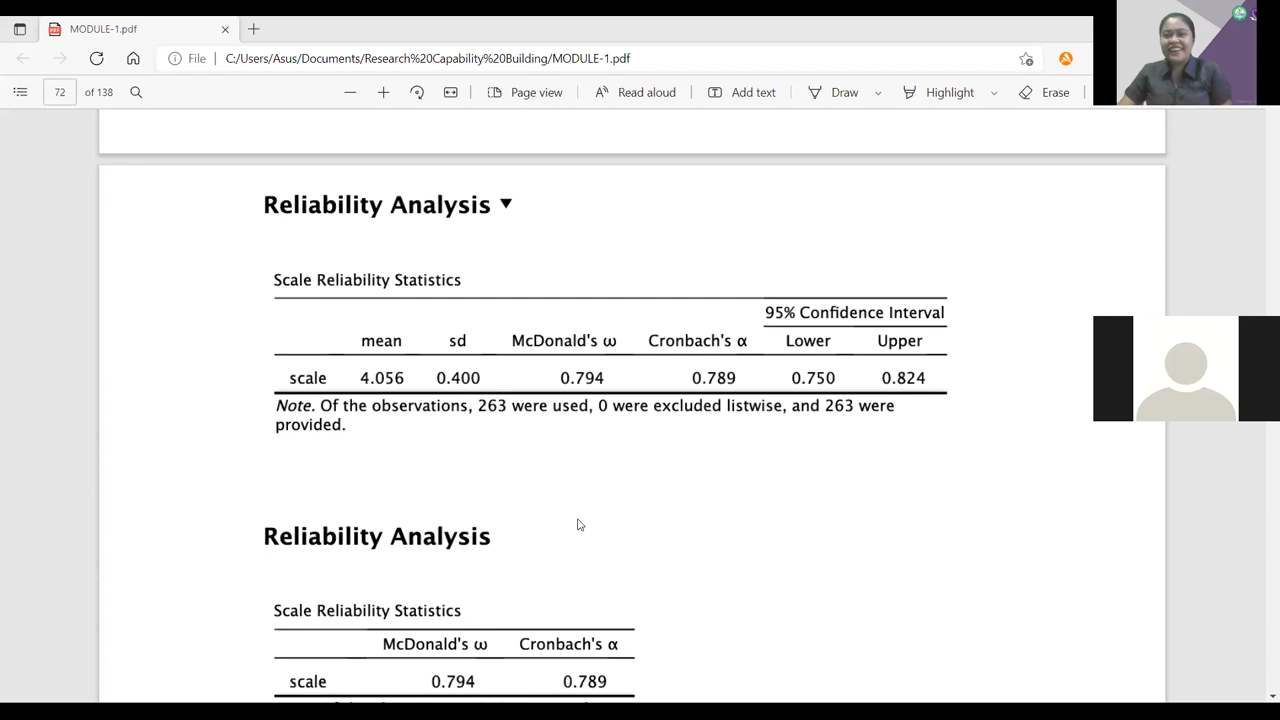 MODULE-1.pdf
File C:/Users/Asus/Documents/Research%20Capability%20Building/MODULE-1.pdf
72 of 138 Page view Read aloud Add text Draw Highlight Erase
Reliability Analysis ▼
Scale Reliability Statistics
95% Confidence Interval
mean sd McDonald's ω Cronbach's α Lower Upper
scale 4.056 0.400 0.794 0.789 0.750 0.824
Note. Of the observations, 263 were used, 0 were excluded listwise, and 263 were
provided.
Reliability Analysis
Scale Reliability Statistics
McDonald's ω Cronbach's α
scale 0.794 0.789